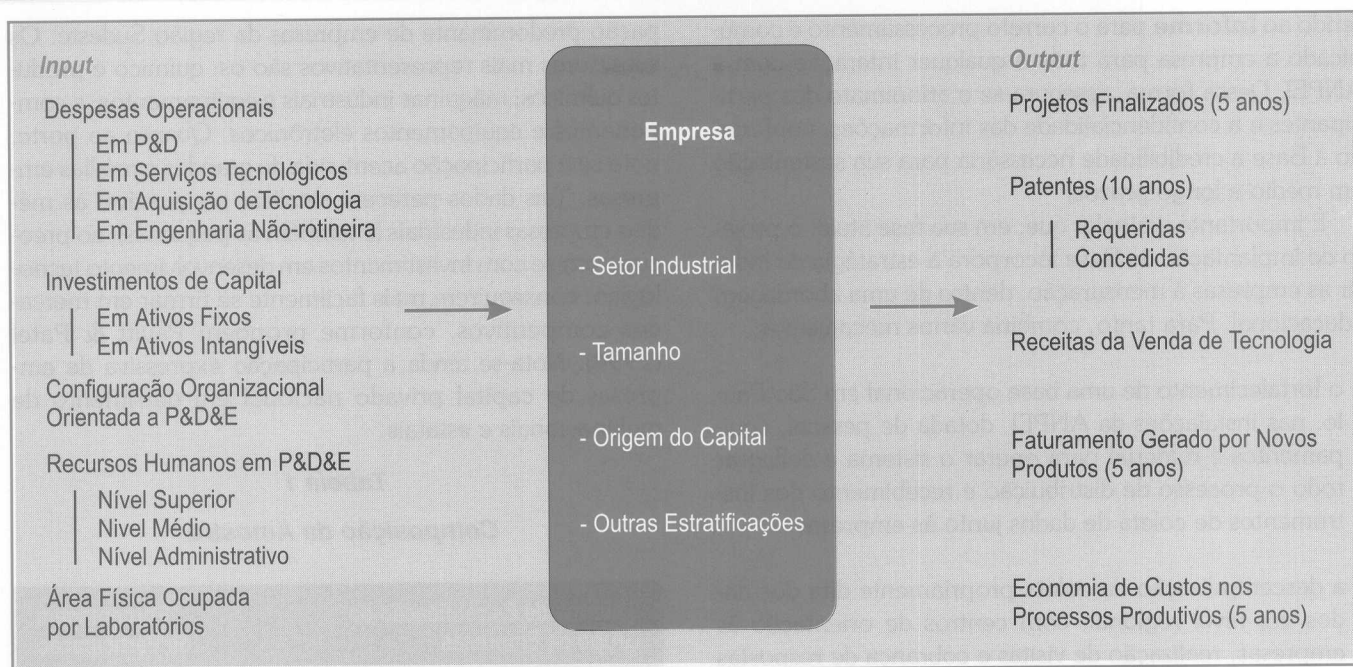 Input
Despesas Operacionais
Em P&D
Em Serviços Tecnológicos
Em Aquisição deTecnologia
Em Engenharia Não-rotineira
Investimentos de Capital
Em Ativos Fixos
Em Ativos Intangíveis
Configuração Organizacional
Orientada a P&D&E
Recursos Humanos em P&D&E
Nível Superior
Nivel Médio
Nível Administrativo
Área Física Ocupada
por Laboratórios
Empresa
- Setor Industrial
- Tamanho
- Origem do Capital
- Outras Estratificações
Output
Projetos Finalizados (5 anos)
Patentes (10 anos)
Requeridas
Concedidas
Receitas da Venda de Tecnologia
Faturamento Gerado por Novos
Produtos (5 anos)
Economia de Custos nos
Processos Produtivos (5 anos)